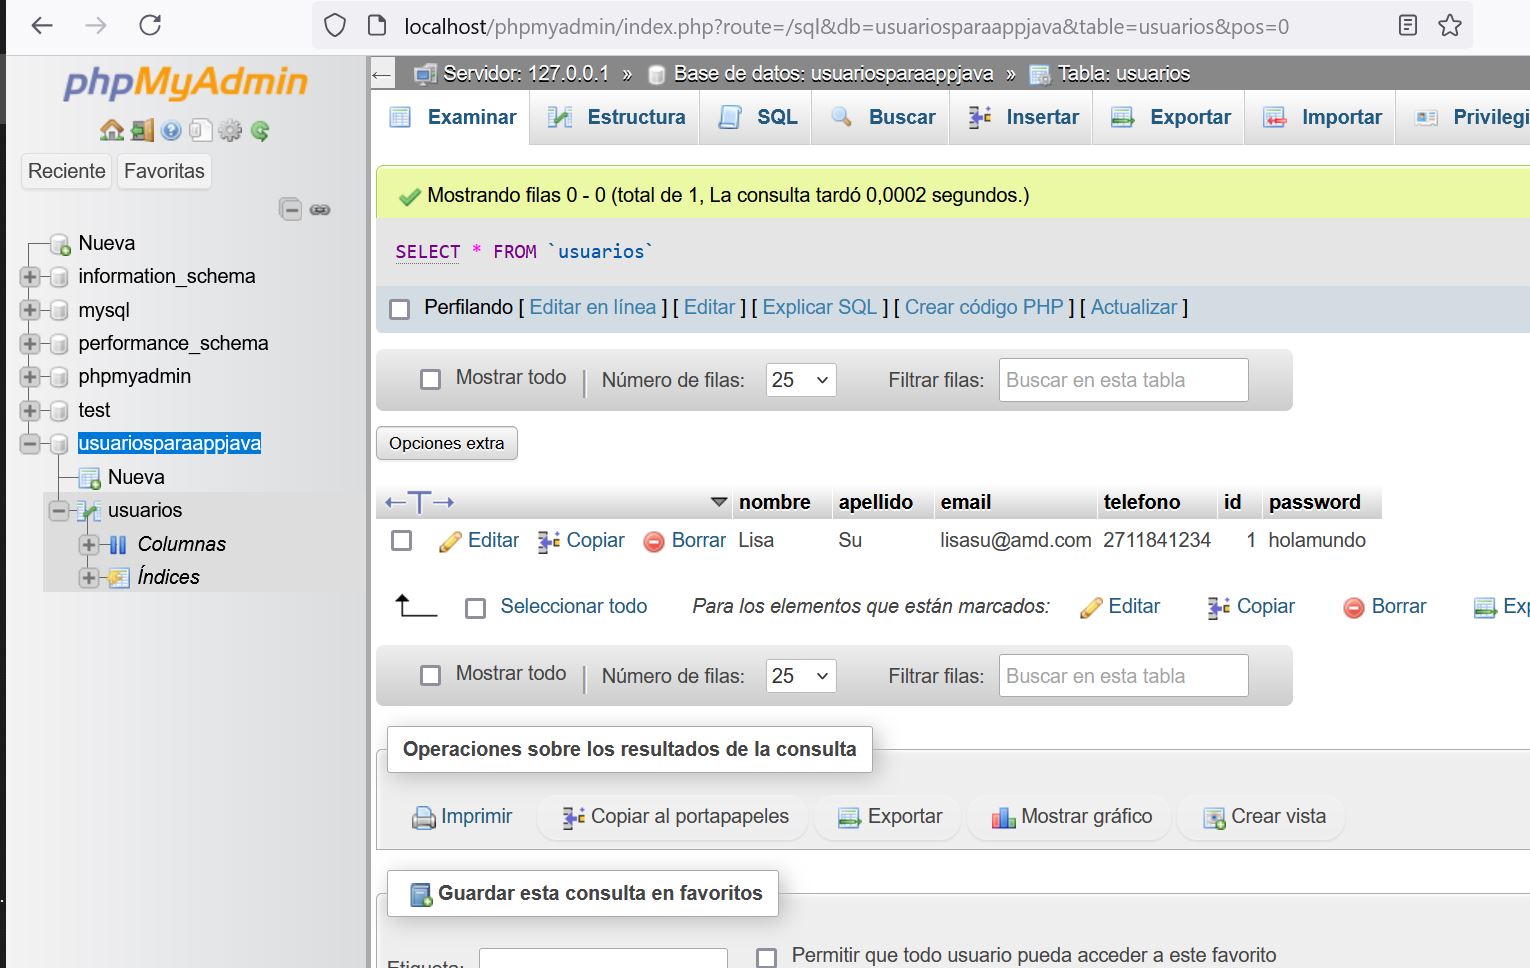 localhost/phpmyadmin/index.php?route=/sql&db=usuariosparaappjava&table=usuarios&pos=0
phpMyAdmin
Reciente Favoritas
Nueva
information_schema
mysql
performance_schema
phpmyadmin
test
usuariosparaappjava
Nueva
usuarios
Columnas
Índices
← Servidor: 127.0.0.1 » Base de datos: usuariosparaappjava » Tabla: usuarios
Examinar Estructura SQL Buscar Insertar Exportar Importar Privilegi
Mostrando filas 0 - 0 (total de 1, La consulta tardó 0,0002 segundos.)
SELECT * FROM `usuarios`
Perfilando [ Editar en línea ] [ Editar ] [ Explicar SQL ] [ Crear código PHP ] [ Actualizar ]
Mostrar todo | Número de filas: 25 Filtrar filas: Buscar en esta tabla
Opciones extra
←T→ nombre apellido email telefono id password
Editar Copiar Borrar Lisa Su lisasu@amd.com 2711841234 1 holamundo
Seleccionar todo Para los elementos que están marcados: Editar Copiar Borrar Exp
Mostrar todo | Número de filas: 25 Filtrar filas: Buscar en esta tabla
Operaciones sobre los resultados de la consulta
Imprimir Copiar al portapapeles Exportar Mostrar gráfico Crear vista
Guardar esta consulta en favoritos
Etiqueta: Permitir que todo usuario pueda acceder a este favorito